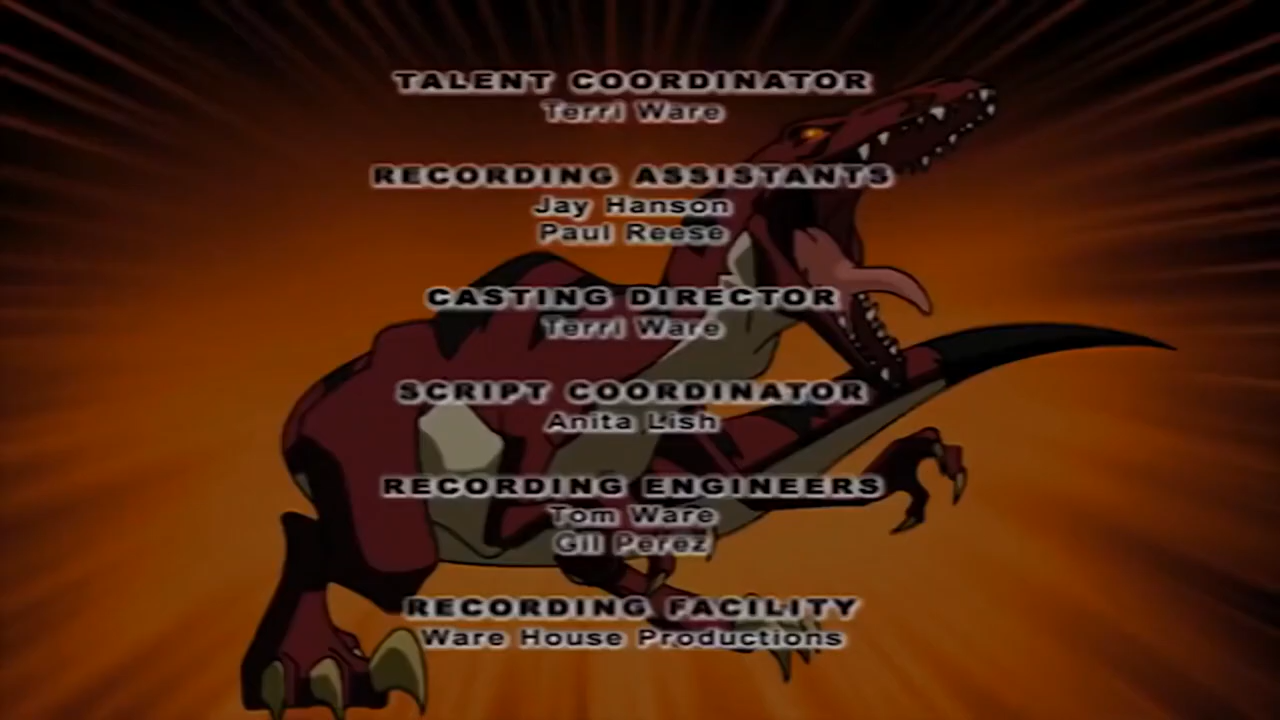 TALENT COORDINATOR
Terri Ware
RECORDING ASSISTANTS
Jay Hanson
Paul Reese
CASTING DIRECTOR
Terri Ware
SCRIPT COORDINATOR
Anita Lish
RECORDING ENGINEERS
Tom Ware
Gil Perez
RECORDING FACILITY
Ware House Productions